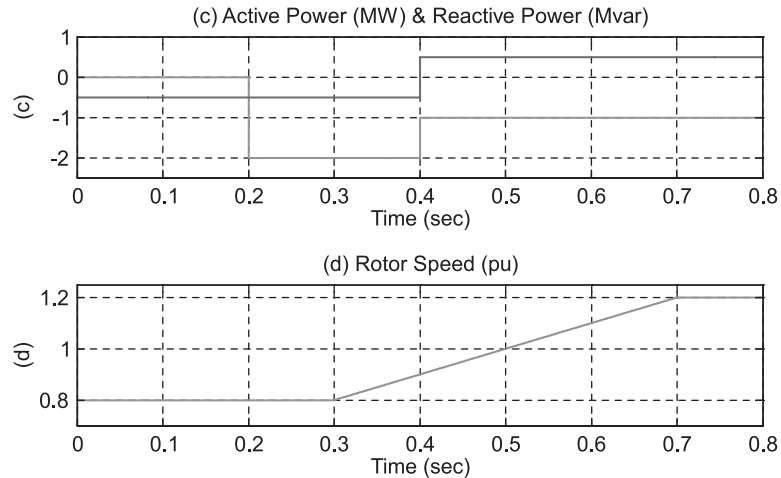 (c) Active Power (MW) & Reactive Power (Mvar)
1
0
-1
-2
(c)
0 0.1 0.2 0.3 0.4 0.5 0.6 0.7 0.8
Time (sec)
(d) Rotor Speed (pu)
1.2
1
0.8
(d)
0 0.1 0.2 0.3 0.4 0.5 0.6 0.7 0.8
Time (sec)